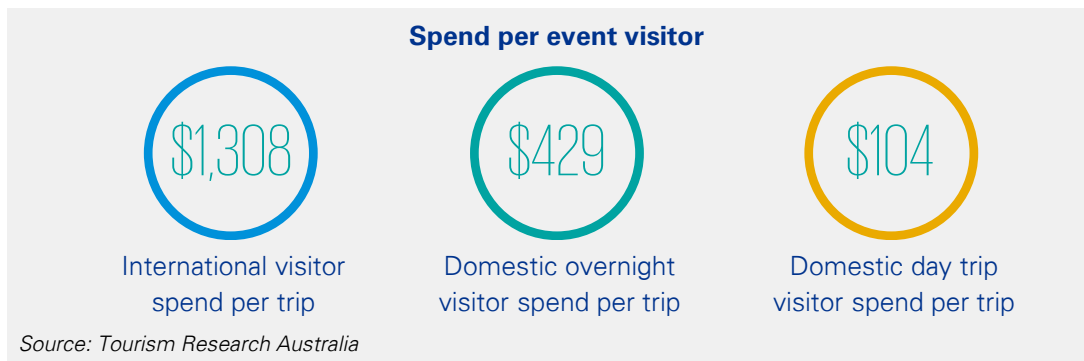 Spend per event visitor
$1,308
$429
$104
International visitor
spend per trip
Domestic overnight
visitor spend per trip
Domestic day trip
visitor spend per trip
Source: Tourism Research Australia